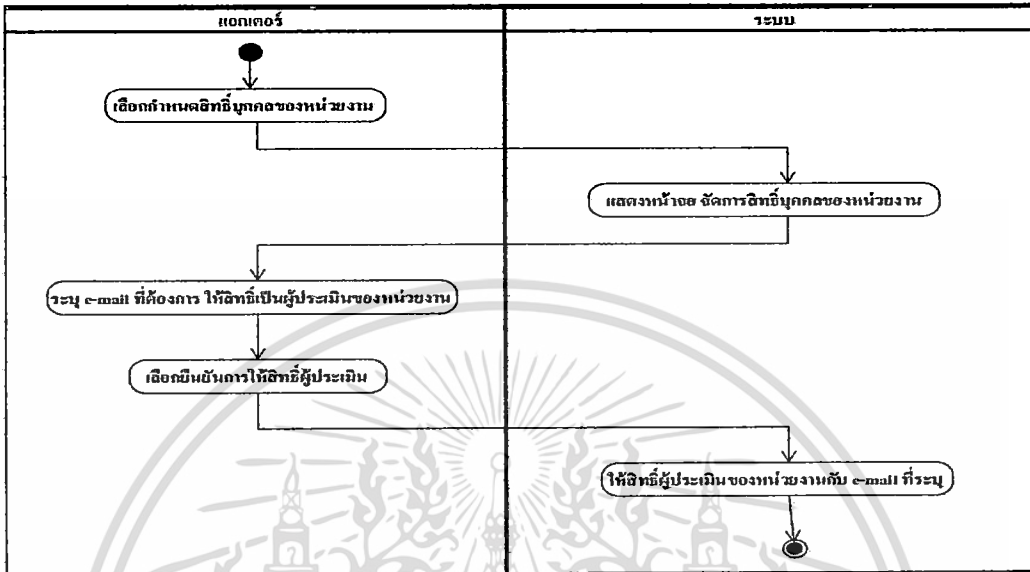 แอกเตอร์
ระบบ
เลือกกำหนดสิทธิ์บุคคลของหน่วยงาน
แสดงหน้าจอ จัดการสิทธิ์บุคคลของหน่วยงาน
ระบุ e-mail ที่ต้องการ ให้สิทธิ์เป็นผู้ประเมินของหน่วยงาน
เลือกยืนยันการให้สิทธิ์ผู้ประเมิน
ให้สิทธิ์ผู้ประเมินของหน่วยงานกับ e-mail ที่ระบุ